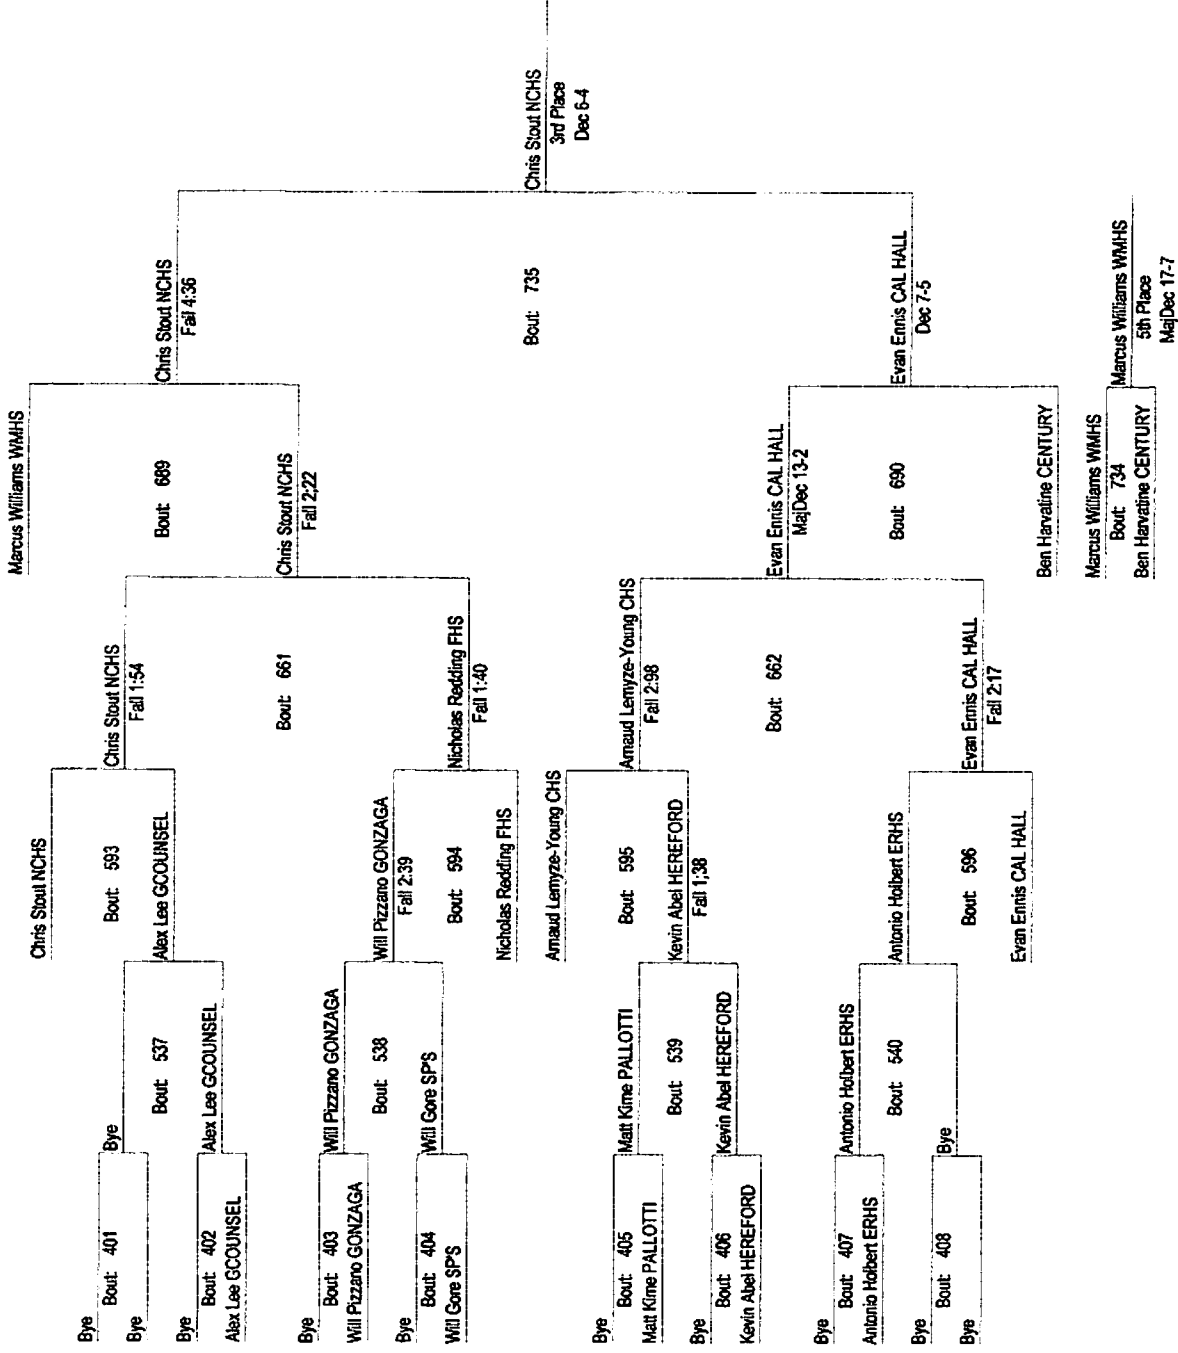 Bye
Bout: 401
Bye
Bye
Bout: 402
Alex Lee GCOUNSEL
Bye
Bout: 403
Will Pizzano GONZAGA
Bye
Bout: 404
Will Gore SP'S
Bye
Bout: 405
Matt Kime PALLOTTI
Bye
Bout: 406
Kevin Abel HEREFORD
Bye
Bout: 407
Antonio Holbert ERHS
Bye
Bout: 408
Bye
Bye
Bout: 537
Alex Lee GCOUNSEL
Will Pizzano GONZAGA
Bout: 538
Will Gore SP'S
Matt Kime PALLOTTI
Bout: 539
Kevin Abel HEREFORD
Antonio Holbert ERHS
Bout: 540
Bye
Chris Stout NCHS
Bout: 593
Alex Lee GCOUNSEL
Will Pizzano GONZAGA
Fall 2:39
Bout: 594
Nicholas Redding FHS
Arnaud Lemyze-Young CHS
Bout: 595
Kevin Abel HEREFORD
Fall 1;38
Antonio Holbert ERHS
Bout: 596
Evan Ennis CAL HALL
Chris Stout NCHS
Fall 1:54
Bout: 661
Nicholas Redding FHS
Fall 1:40
Arnaud Lemyze-Young CHS
Fall 2:98
Bout: 662
Evan Ennis CAL HALL
Fall 2:17
Marcus Williams WMHS
Bout: 689
Chris Stout NCHS
Fall 2;22
Evan Ennis CAL HALL
MajDec 13-2
Bout: 690
Ben Harvatine CENTURY
Marcus Williams WMHS
Bout: 734
Ben Harvatine CENTURY
Chris Stout NCHS
Fall 4:36
Bout: 735
Evan Ennis CAL HALL
Dec 7-5
Marcus Williams WMHS
5th Place
MajDec 17-7
Chris Stout NCHS
3rd Place
Dec 6-4